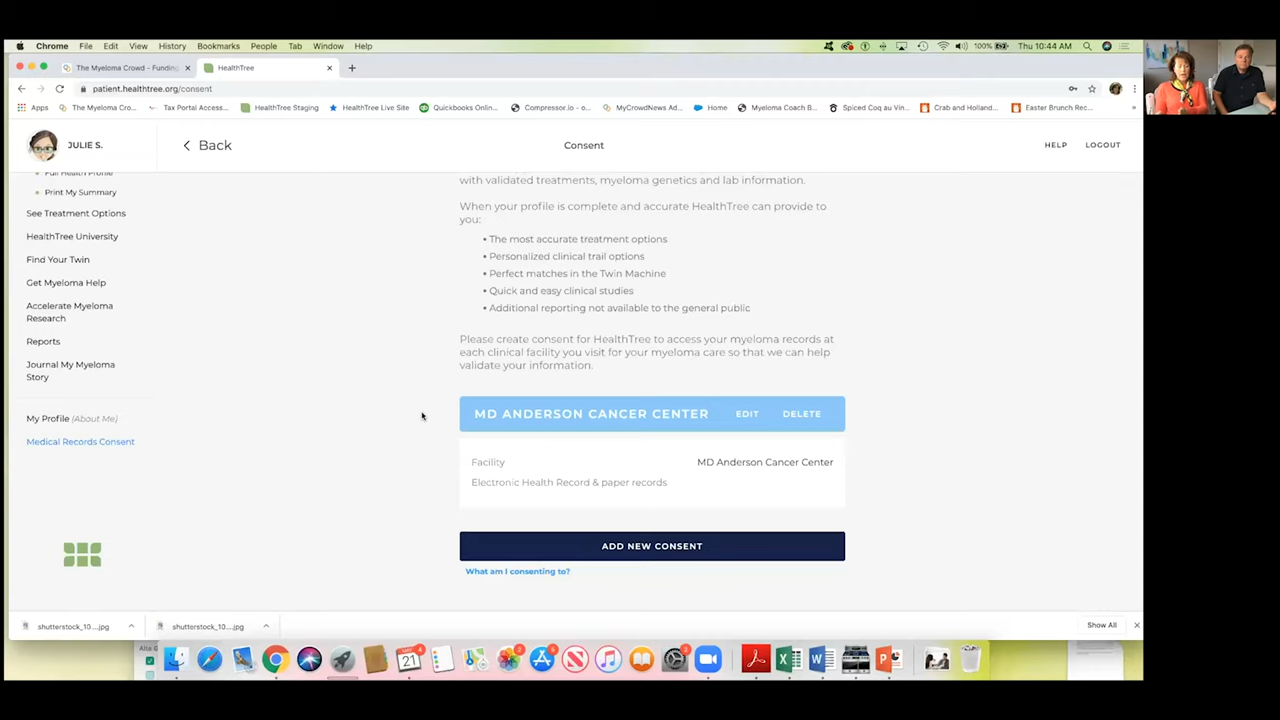 Chrome File Edit View History Bookmarks People Tab Window Help 100% Thu 10:44 AM
The Myeloma Crowd - Funding HealthTree
patient.healthtree.org/consent
Apps The Myeloma Cro... Tax Portal Access... HealthTree Staging HealthTree Live Site Quickbooks Onlin... Compressor.io - o... MyCrowdNews Ad... Home Myeloma Coach B... Spiced Coq au Vin... Crab and Holland... Easter Brunch Rec...
JULIE S. Back Consent HELP LOGOUT
Full Health Profile
Print My Summary
See Treatment Options
HealthTree University
Find Your Twin
Get Myeloma Help
Accelerate Myeloma
Research
Reports
Journal My Myeloma
Story
My Profile (About Me)
Medical Records Consent
with validated treatments, myeloma genetics and lab information.
When your profile is complete and accurate HealthTree can provide to
you:
• The most accurate treatment options
• Personalized clinical trail options
• Perfect matches in the Twin Machine
• Quick and easy clinical studies
• Additional reporting not available to the general public
Please create consent for HealthTree to access your myeloma records at
each clinical facility you visit for your myeloma care so that we can help
validate your information.
MD ANDERSON CANCER CENTER EDIT DELETE
Facility MD Anderson Cancer Center
Electronic Health Record & paper records
ADD NEW CONSENT
What am I consenting to?
shutterstock_10....jpg shutterstock_10....jpg Show All
21